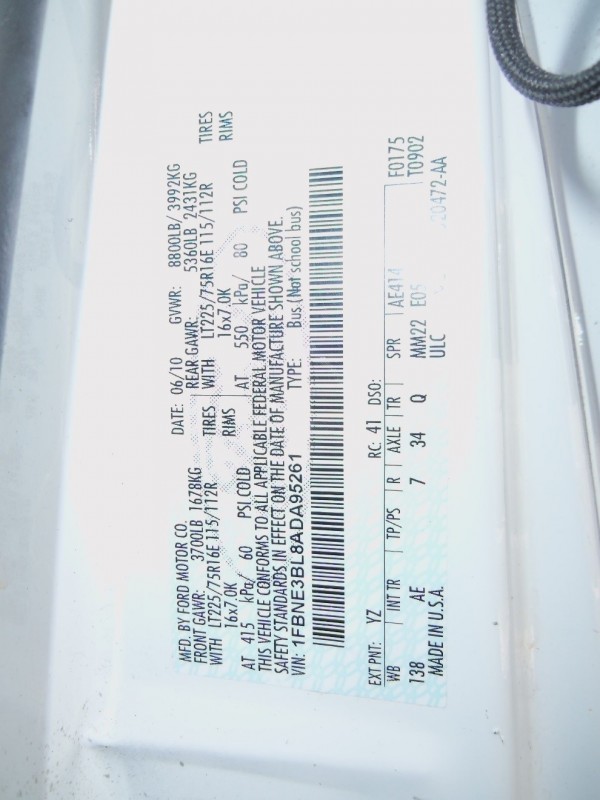 MFD. BY FORD MOTOR CO. DATE: 06/10 GVWR: 8800LB/ 3992KG
FRONT GAWR: 3700LB 1678KG REAR GAWR: 5360LB 2431KG
WITH LT225/75R16E 115/112R TIRES WITH LT225/75R16E 115/112R TIRES
16x7.0K RIMS 16x7.0K RIMS
AT 415 kPa/ 60 PSI COLD AT 550 kPa/ 80 PSI COLD
THIS VEHICLE CONFORMS TO ALL APPLICABLE FEDERAL MOTOR VEHICLE
SAFETY STANDARDS IN EFFECT ON THE DATE OF MANUFACTURE SHOWN ABOVE.
VIN: 1FBNE3BL8ADA95261 TYPE: Bus (Not school bus)
EXT PNT: YZ RC: 41 DSO: F0175
WB INT TR TP/PS R AXLE TR SPR AE414 T0902
138 AE 7 34 Q MM22 E05
MADE IN U.S.A. ULC 20472-AA